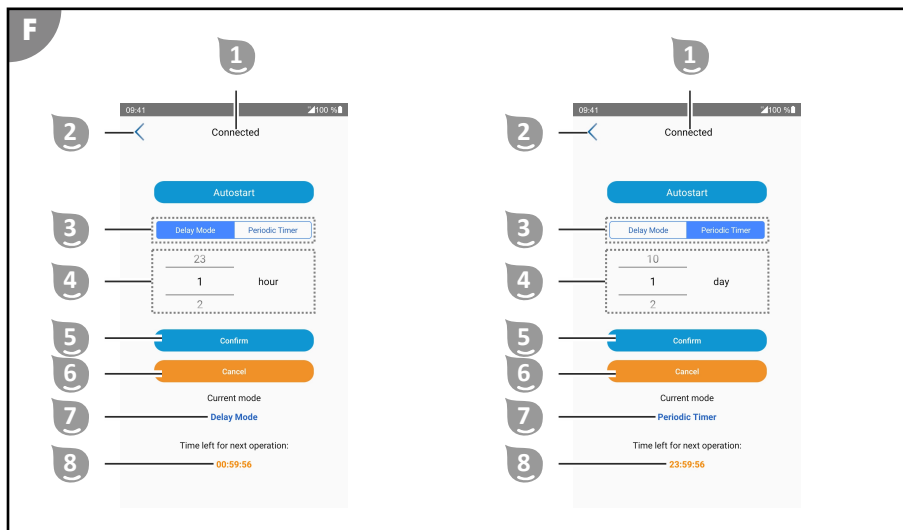 F
1
09:41 100 %
2 Connected
Autostart
3 Delay Mode Periodic Timer
23
4 1 hour
2
5 Confirm
6 Cancel
Current mode
7 Delay Mode
Time left for next operation:
8 00:59:56
1
09:41 100 %
2 Connected
Autostart
3 Delay Mode Periodic Timer
10
4 1 day
2
5 Confirm
6 Cancel
Current mode
7 Periodic Timer
Time left for next operation:
8 23:59:56